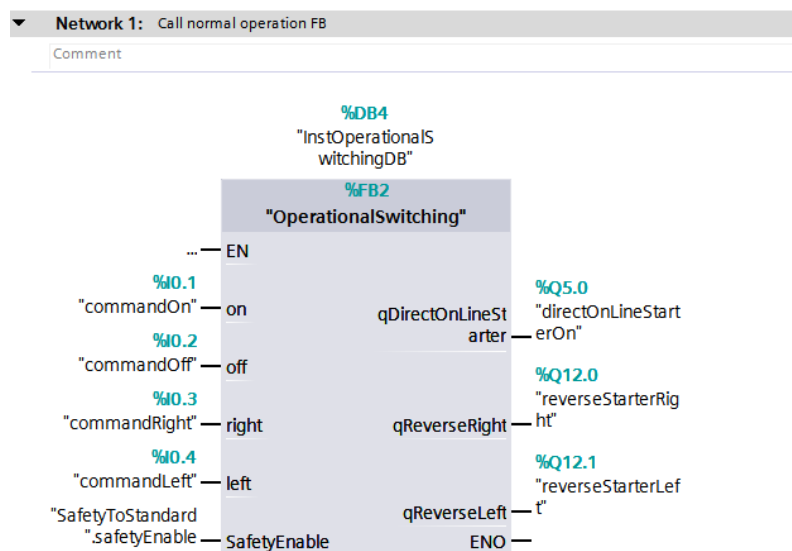 Network 1: Call normal operation FB
Comment
%DB4
"InstOperationalS
witchingDB"
%FB2
"OperationalSwitching"
... EN
%I0.1
"commandOn" on
%I0.2
"commandOff" off
%I0.3
"commandRight" right
%I0.4
"commandLeft" left
"SafetyToStandard
".safetyEnable SafetyEnable
qDirectOnLineSt
arter
%Q5.0
"directOnLineStart
erOn"
qReverseRight
%Q12.0
"reverseStarterRig
ht"
qReverseLeft
%Q12.1
"reverseStarterLef
t"
ENO